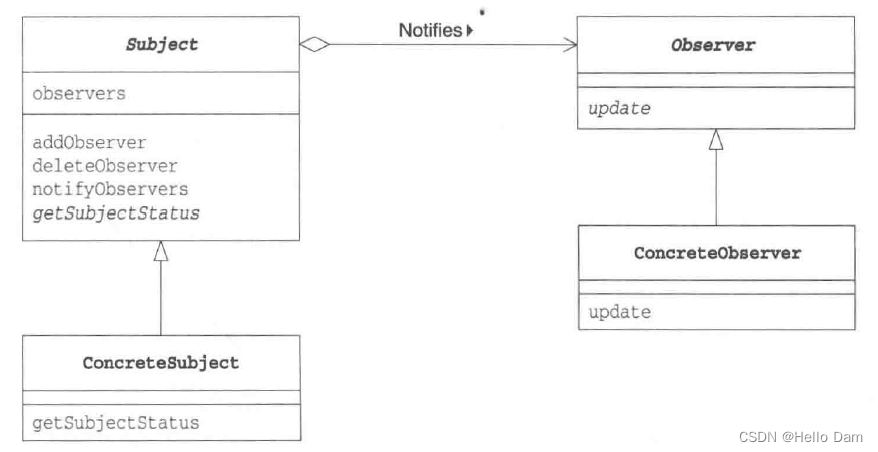 Subject
Notifies
Observer
observers
update
addObserver
deleteObserver
notifyObservers
getSubjectStatus
ConcreteObserver
update
ConcreteSubject
getSubjectStatus
CSDN @Hello Dam